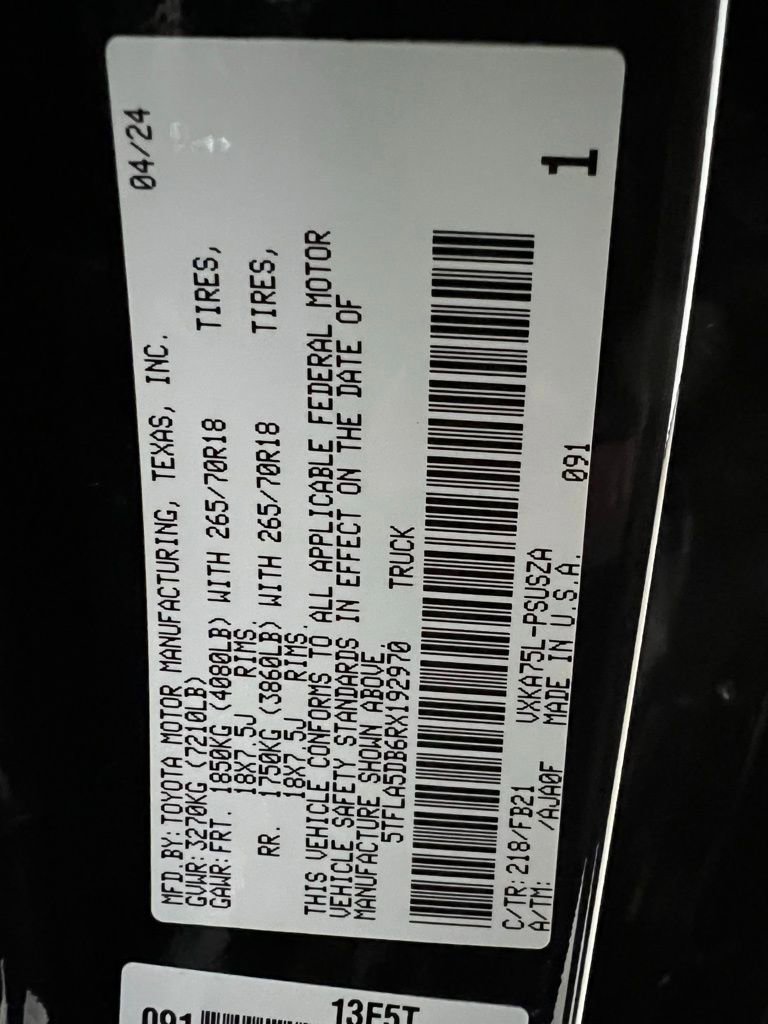 MFD.BY: TOYOTA MOTOR MANUFACTURING, TEXAS, INC. 04/24
GVWR: 3270KG (7210LB)
GAWR: FRT. 1850KG (4080LB) WITH 265/70R18 TIRES,
18X7.5J RIMS.
RR. 1750KG (3860LB) WITH 265/70R18 TIRES,
18X7.5J RIMS.
THIS VEHICLE CONFORMS TO ALL APPLICABLE FEDERAL MOTOR
VEHICLE SAFETY STANDARDS IN EFFECT ON THE DATE OF
MANUFACTURE SHOWN ABOVE.
5TFLA5DB6RX192970 TRUCK
C/TR: 218/FB21 VXKA75L-PSUSZA
A/TM: /AJA0F MADE IN U.S.A. 091 1
091 13F5T